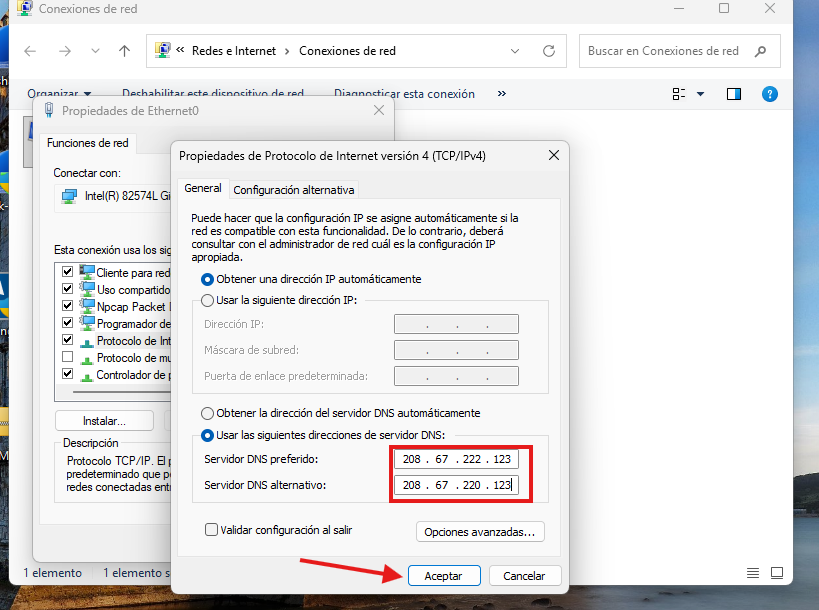 Conexiones de red
« Redes e Internet > Conexiones de red
Buscar en Conexiones de red
Organizar Deshabilitar este dispositivo de red Diagnosticar esta conexión »
Propiedades de Ethernet0
Funciones de red
Conectar con:
Intel(R) 82574L Gi
Esta conexión usa los sig
Cliente para red
Uso compartido
Npcap Packet
Programador de
Protocolo de Int
Protocolo de mu
Controlador de p
Instalar...
Descripción
Protocolo TCP/IP. El p
predeterminado que pe
redes conectadas entr
Propiedades de Protocolo de Internet versión 4 (TCP/IPv4)
General Configuración alternativa
Puede hacer que la configuración IP se asigne automáticamente si la
red es compatible con esta funcionalidad. De lo contrario, deberá
consultar con el administrador de red cuál es la configuración IP
apropiada.
Obtener una dirección IP automáticamente
Usar la siguiente dirección IP:
Dirección IP:
Máscara de subred:
Puerta de enlace predeterminada:
Obtener la dirección del servidor DNS automáticamente
Usar las siguientes direcciones de servidor DNS:
Servidor DNS preferido: 208 . 67 . 222 . 123
Servidor DNS alternativo: 208 . 67 . 220 . 123
Validar configuración al salir
Opciones avanzadas...
Aceptar Cancelar
1 elemento 1 elemento s